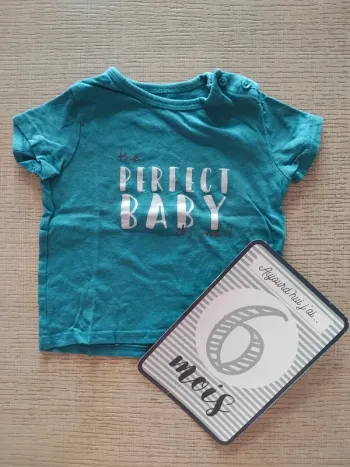 the
PERFECT
BABY
Aujourd'hui j'ai...
6
mois